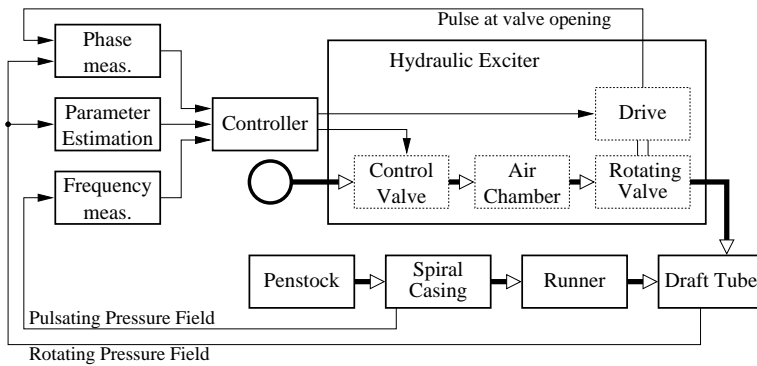 Pulse at valve opening
Phase
meas.
Hydraulic Exciter
Parameter
Estimation
Controller
Drive
Frequency
meas.
Control
Valve
Air
Chamber
Rotating
Valve
Penstock
Spiral
Casing
Runner
Draft Tube
Pulsating Pressure Field
Rotating Pressure Field